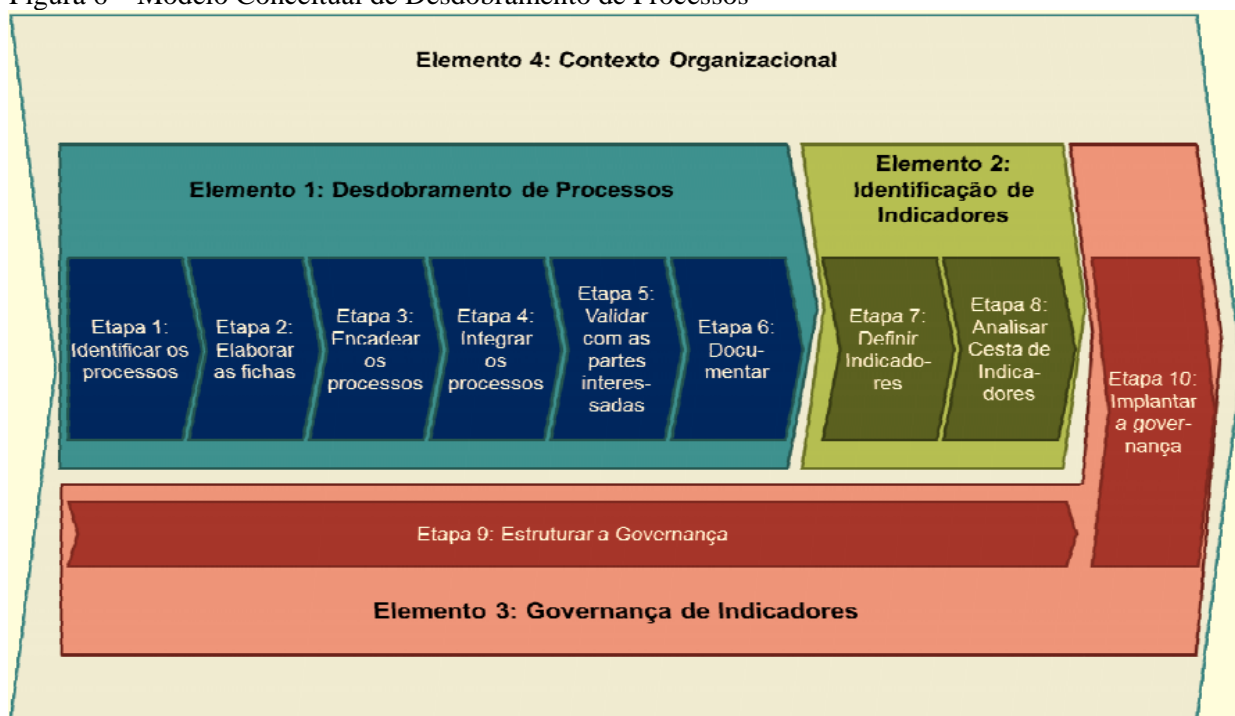 Figura 6 – Modelo Conceitual de Desdobramento de Processos
Elemento 4: Contexto Organizacional
Elemento 1: Desdobramento de Processos
Etapa 1:
Identificar os
processos
Etapa 2:
Elaborar
as fichas
Etapa 3:
Encadear
os
processos
Etapa 4:
Integrar
os
processos
Etapa 5:
Validar
com as
partes
interes-
sadas
Etapa 6:
Docu-
mentar
Elemento 2:
Identificação de
Indicadores
Etapa 7:
Definir
Indicado-
res
Etapa 8:
Analisar
Cesta de
Indica-
dores
Etapa 10:
Implantar
a gover-
nança
Etapa 9: Estruturar a Governança
Elemento 3: Governança de Indicadores